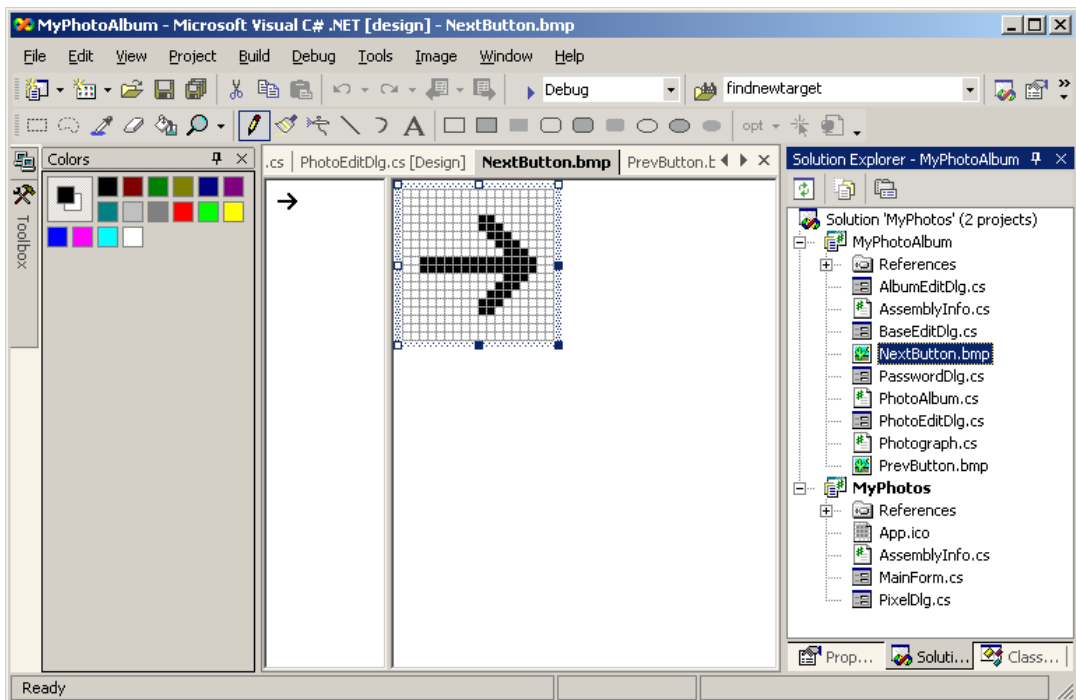 MyPhotoAlbum - Microsoft Visual C# .NET [design] - NextButton.bmp
File Edit View Project Build Debug Tools Image Window Help
Debug findnewtarget
A opt
Colors
.cs PhotoEditDlg.cs [Design] NextButton.bmp PrevButton.b
Toolbox
Solution Explorer - MyPhotoAlbum
Solution 'MyPhotos' (2 projects)
MyPhotoAlbum
References
AlbumEditDlg.cs
AssemblyInfo.cs
BaseEditDlg.cs
NextButton.bmp
PasswordDlg.cs
PhotoAlbum.cs
PhotoEditDlg.cs
Photograph.cs
PrevButton.bmp
MyPhotos
References
App.ico
AssemblyInfo.cs
MainForm.cs
PixelDlg.cs
Prop... Soluti... Class...
Ready